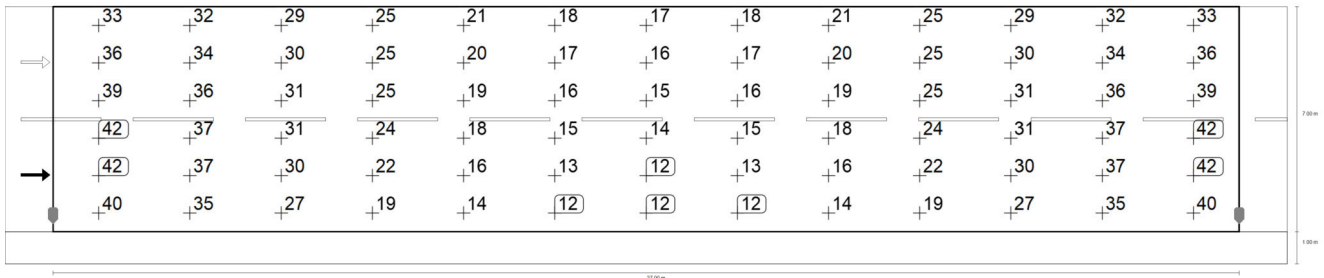 33 32 29 25 21 18 17 18 21 25 29 32 33
36 34 30 25 20 17 16 17 20 25 30 34 36
39 36 31 25 19 16 15 16 19 25 31 36 39
7.00 m
42 37 31 24 18 15 14 15 18 24 31 37 42
42 37 30 22 16 13 12 13 16 22 30 37 42
40 35 27 19 14 12 12 12 14 19 27 35 40
1.00 m
37.00 m